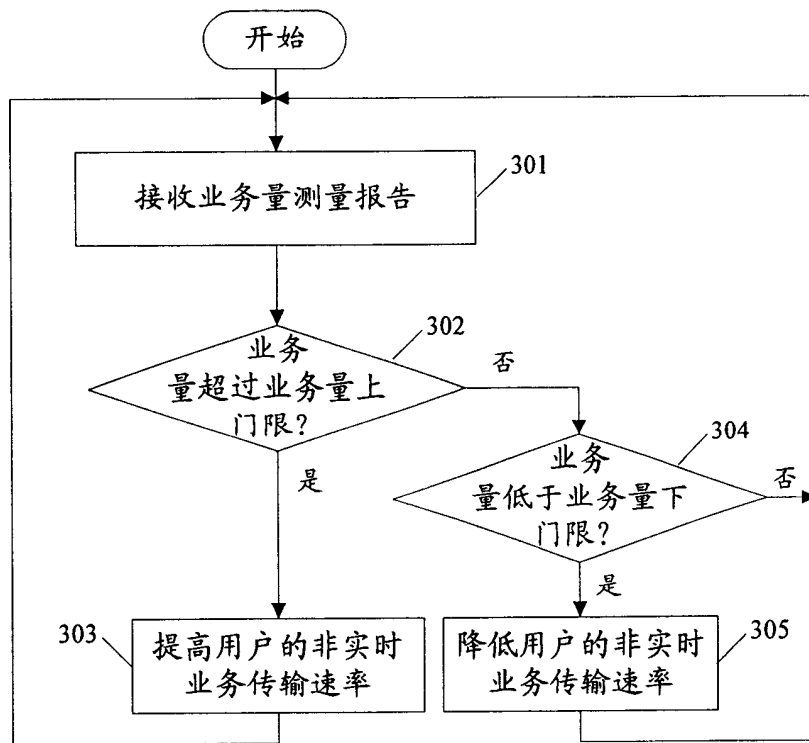 开始
接收业务量测量报告
301
302
业务
量超过业务量上
门限?
否
是
304
业务
量低于业务量下
门限?
否
是
303
提高用户的非实时
业务传输速率
降低用户的非实时
业务传输速率
305